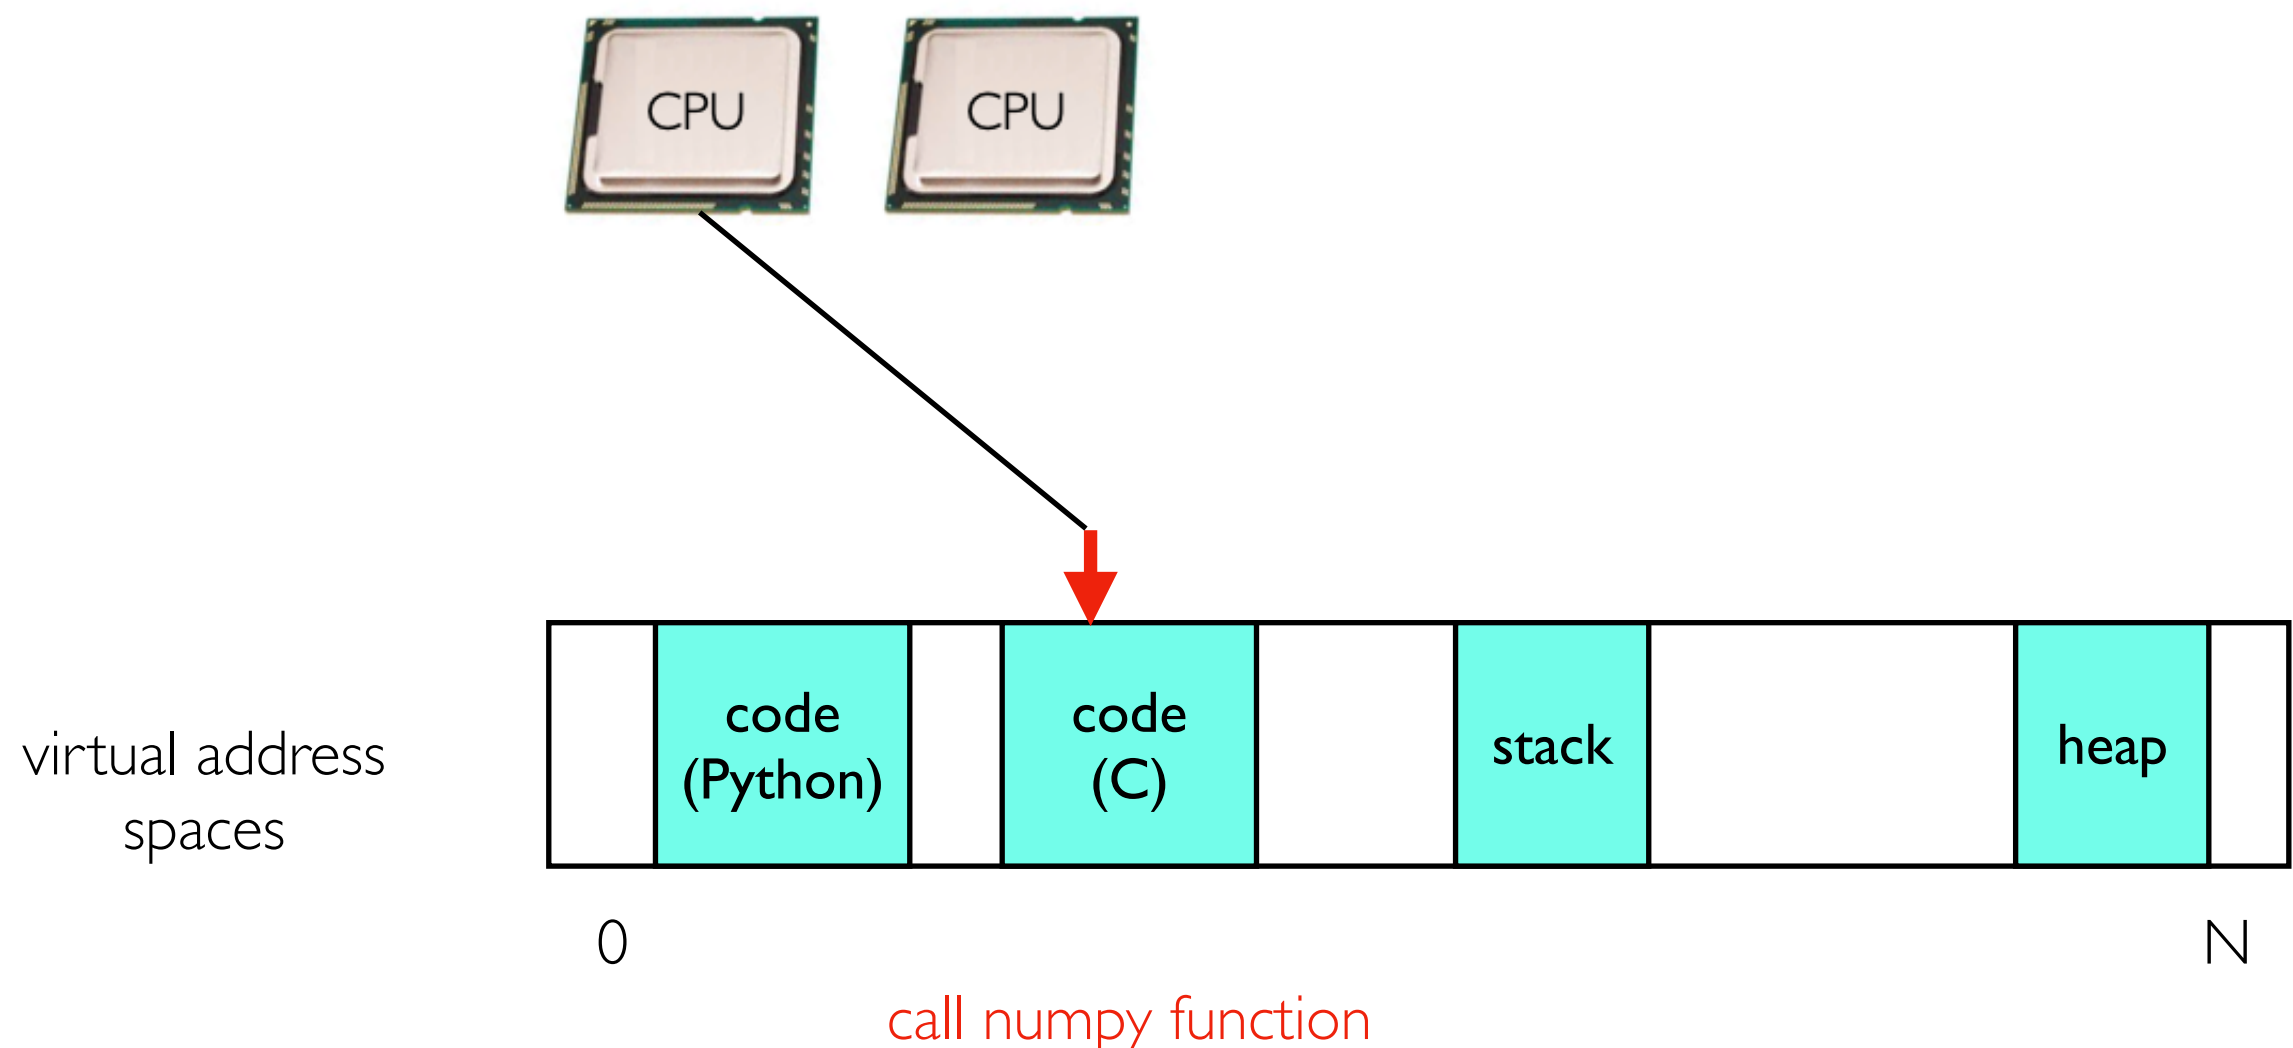 CPU
CPU
code
(Python)
code
(C)
stack
heap
virtual address
spaces
0
N
call numpy function